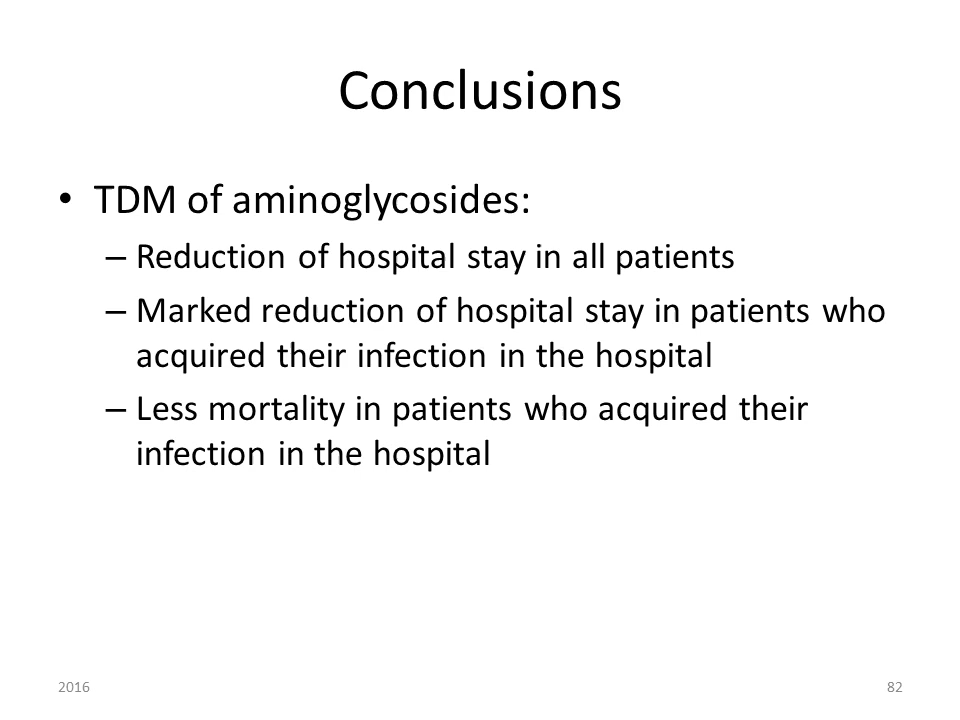 Conclusions
• TDM of aminoglycosides:
– Reduction of hospital stay in all patients
– Marked reduction of hospital stay in patients who
acquired their infection in the hospital
– Less mortality in patients who acquired their
infection in the hospital
2016
82